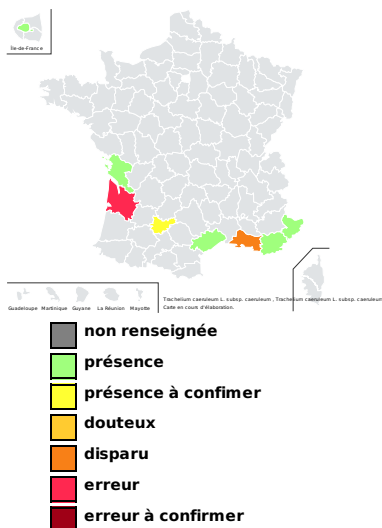 Île-de-France
Guadeloupe Martinique Guyane La Réunion Mayotte
Trachelium caeruleum L. subsp. caeruleum , Trachelium caeruleum L. subsp. caeruleum
Carte en cours d'élaboration.
non renseignée
présence
présence à confimer
douteux
disparu
erreur
erreur à confirmer